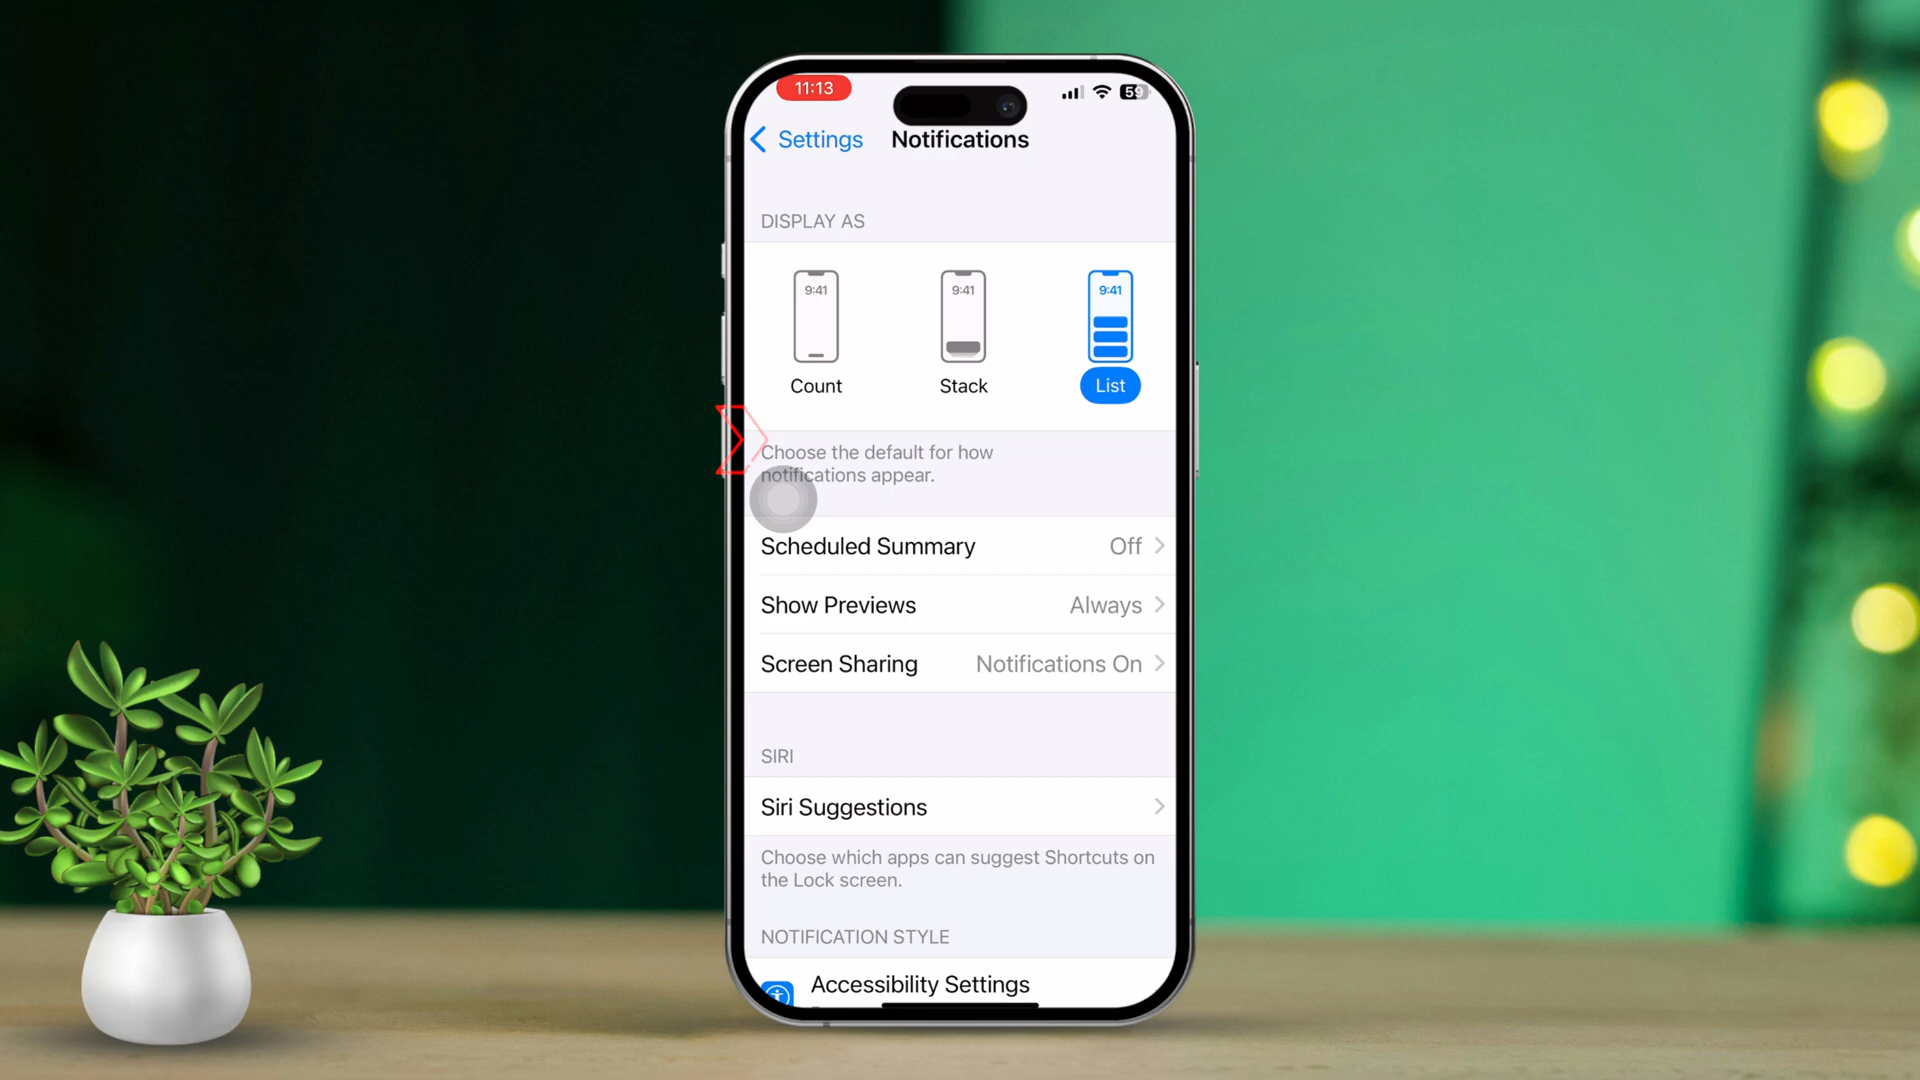 11:13
59
Settings
Notifications
DISPLAY AS
9:41
9:41
9:41
Count
Stack
List
Choose the default for how
notifications appear.
Scheduled Summary
Off
Show Previews
Always
Screen Sharing
Notifications On
SIRI
Siri Suggestions
Choose which apps can suggest Shortcuts on
the Lock screen.
NOTIFICATION STYLE
Accessibility Settings